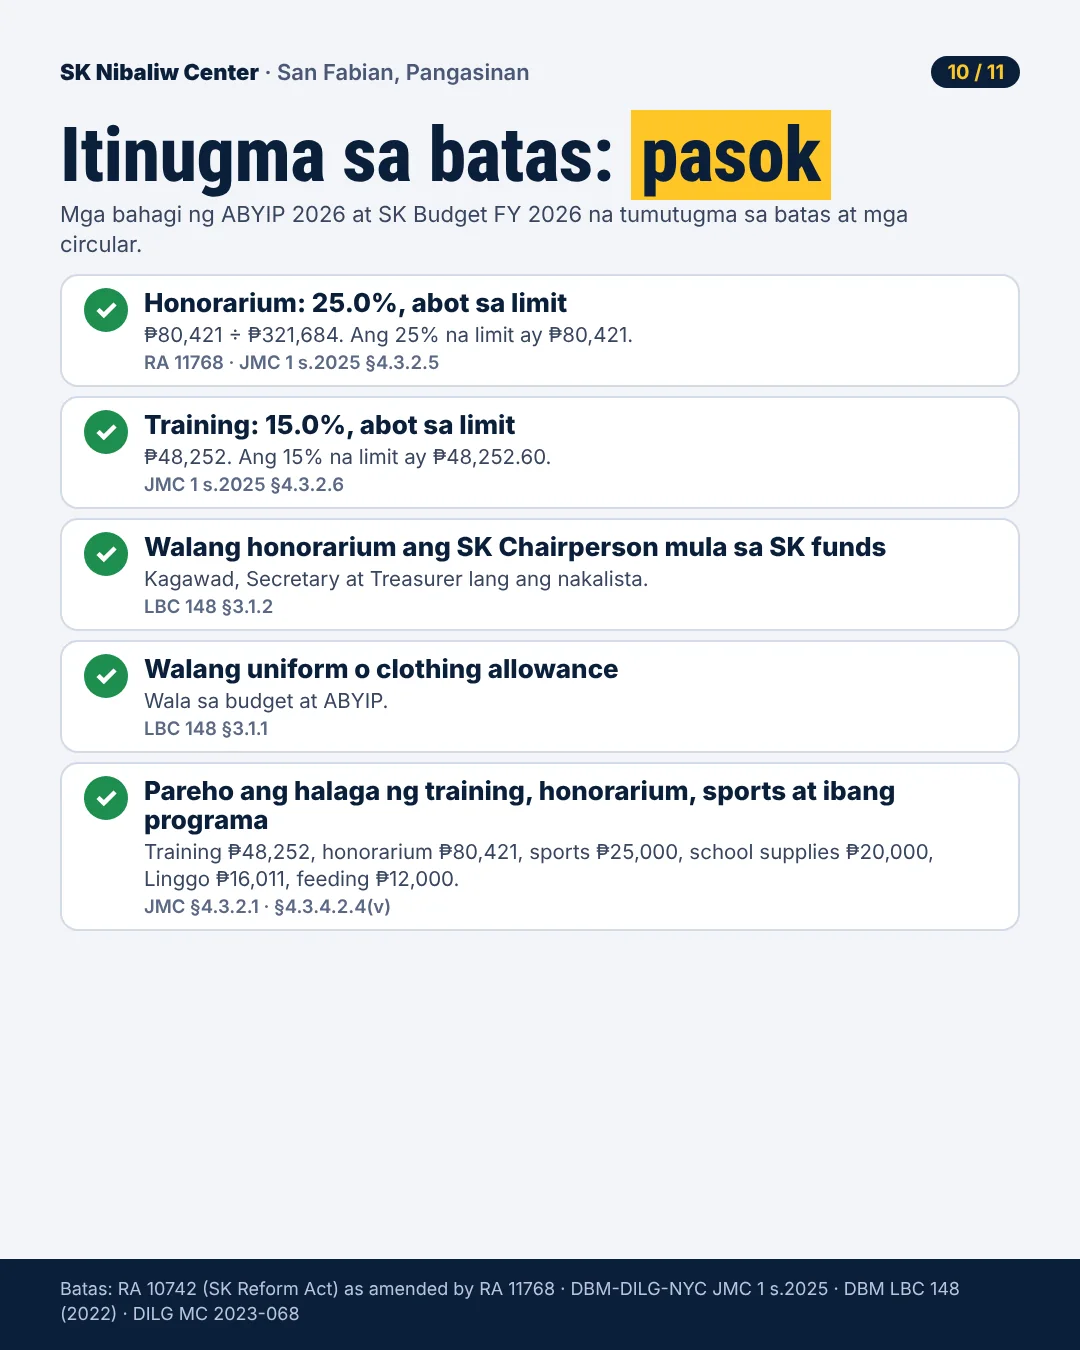 SK Nibaliw Center · San Fabian, Pangasinan
10 / 11
Itinugma sa batas: pasok
Mga bahagi ng ABYIP 2026 at SK Budget FY 2026 na tumutugma sa batas at mga
circular.
Honorarium: 25.0%, abot sa limit
₱80,421 ÷ ₱321,684. Ang 25% na limit ay ₱80,421.
RA 11768 · JMC 1 s.2025 §4.3.2.5
Training: 15.0%, abot sa limit
₱48,252. Ang 15% na limit ay ₱48,252.60.
JMC 1 s.2025 §4.3.2.6
Walang honorarium ang SK Chairperson mula sa SK funds
Kagawad, Secretary at Treasurer lang ang nakalista.
LBC 148 §3.1.2
Walang uniform o clothing allowance
Wala sa budget at ABYIP.
LBC 148 §3.1.1
Pareho ang halaga ng training, honorarium, sports at ibang
programa
Training ₱48,252, honorarium ₱80,421, sports ₱25,000, school supplies ₱20,000,
Linggo ₱16,011, feeding ₱12,000.
JMC §4.3.2.1 · §4.3.4.2.4(v)
Batas: RA 10742 (SK Reform Act) as amended by RA 11768 · DBM-DILG-NYC JMC 1 s.2025 · DBM LBC 148
(2022) · DILG MC 2023-068